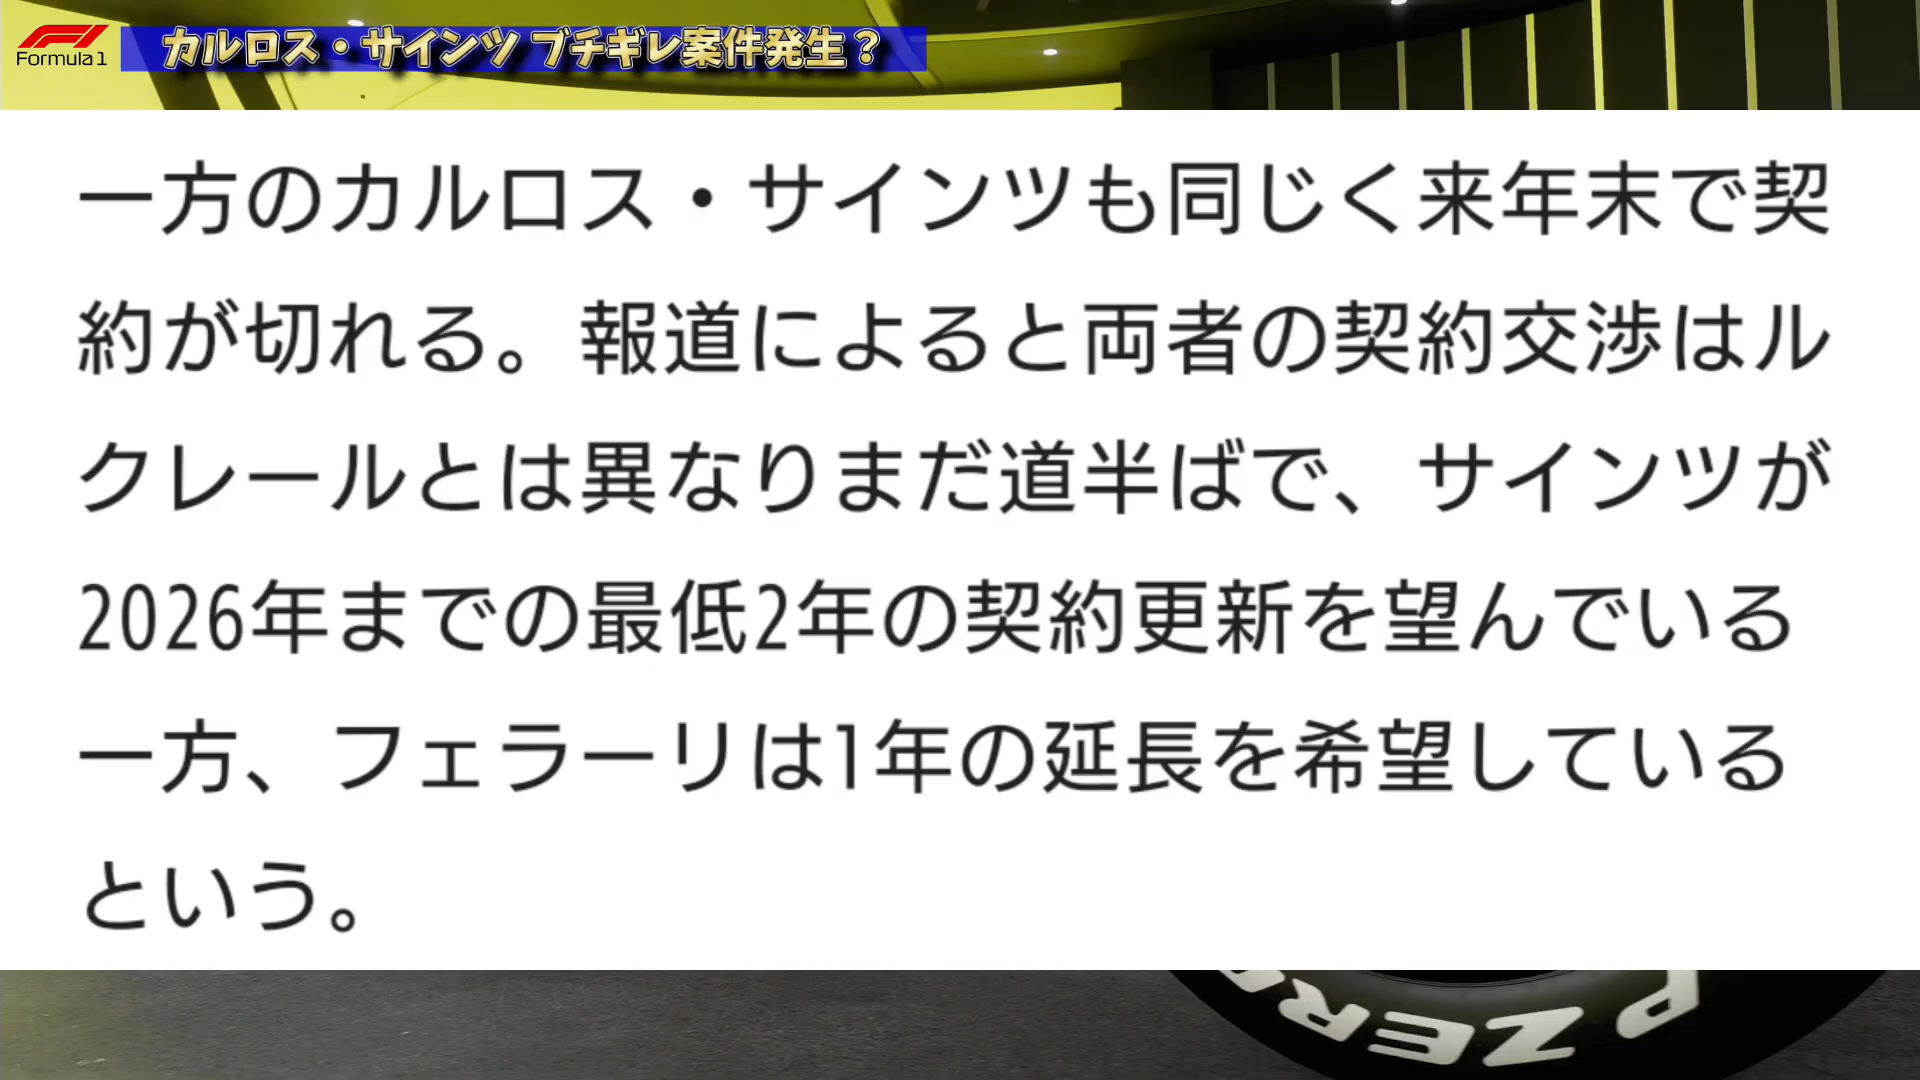 Formula 1
カルロス・サインツ ブチギレ案件発生？
一方のカルロス・サインツも同じく来年末で契
約が切れる。報道によると両者の契約交渉はル
クレールとは異なりまだ道半ばで、サインツが
2026年までの最低2年の契約更新を望んでいる
一方、フェラーリは1年の延長を希望している
という。
P ZERO